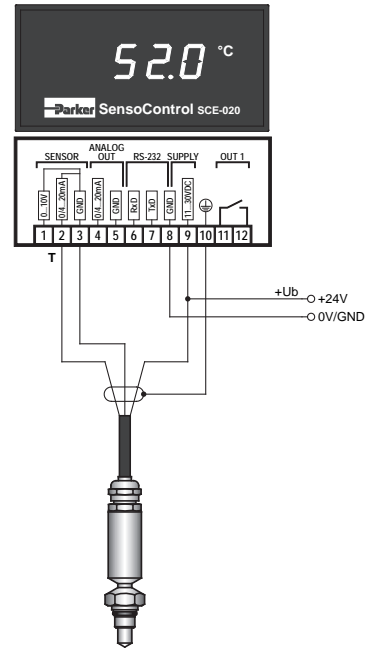 52.0 °C
Parker SensoControl SCE-020
ANALOG
SENSOR OUT RS-232 SUPPLY OUT 1
0...10V
0/4...20mA
GND
0/4...20mA
GND
RxD
TxD
GND
11...30VDC
1 2 3 4 5 6 7 8 9 10 11 12
T
+Ub
+24V
0V/GND